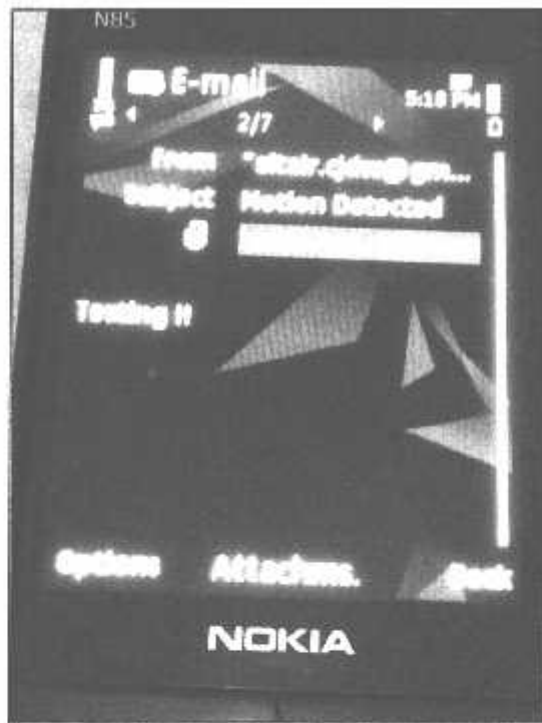 N85
E-mail
5:18 PM
2/7
From
Subject Motion Detected
Testing !!
Options Attachms. Back
NOKIA